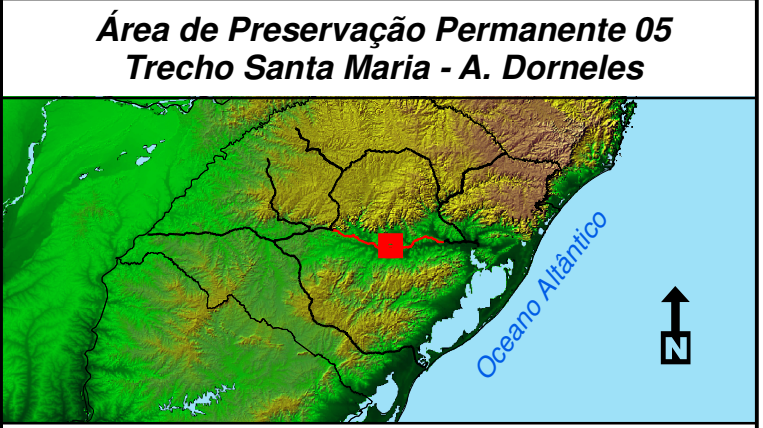 Área de Preservação Permanente 05
Trecho Santa Maria - A. Dorneles
Oceano Altântico
N